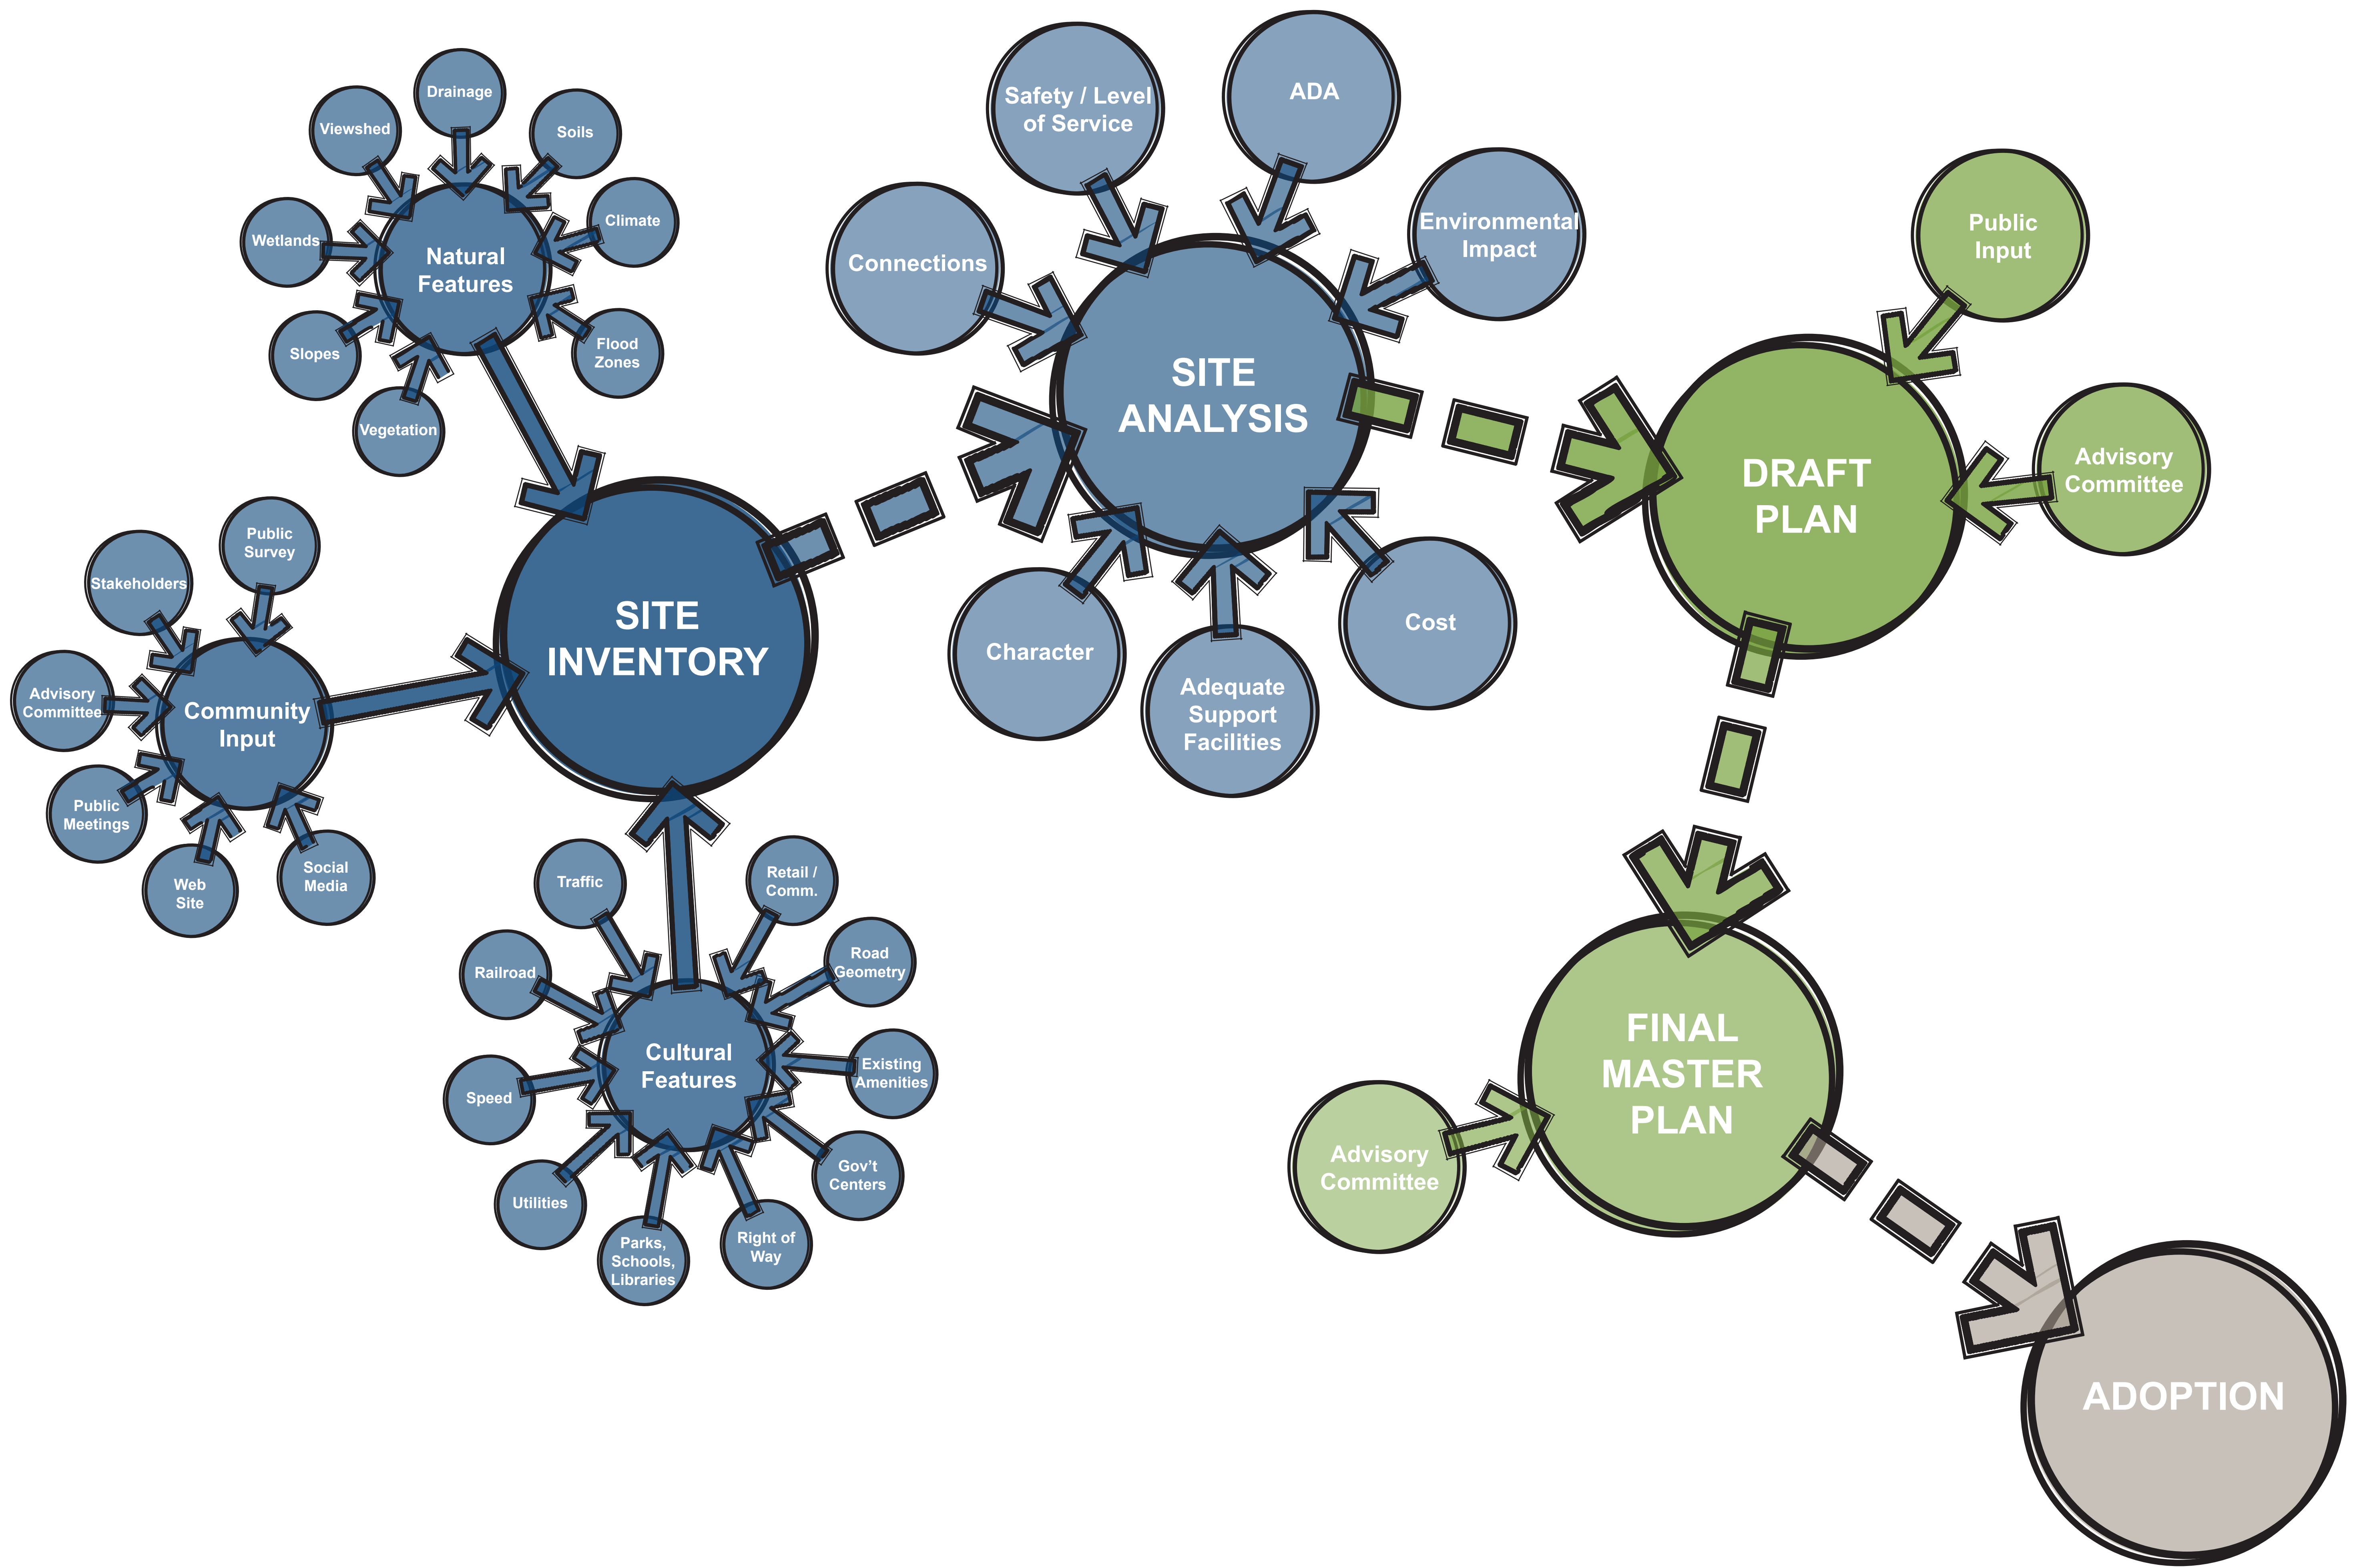 Drainage
Viewshed
Soils
Wetlands
Climate
Natural
Features
Slopes
Flood
Zones
Vegetation
Public
Survey
Stakeholders
Advisory
Committee
Community
Input
Public
Meetings
Web
Site
Social
Media
SITE
INVENTORY
Traffic
Retail /
Comm.
Railroad
Road
Geometry
Cultural
Features
Speed
Existing
Amenities
Utilities
Gov't
Centers
Parks,
Schools,
Libraries
Right of
Way
Safety / Level
of Service
ADA
Connections
Environmental
Impact
SITE
ANALYSIS
Character
Adequate
Support
Facilities
Cost
Public
Input
DRAFT
PLAN
Advisory
Committee
FINAL
MASTER
PLAN
Advisory
Committee
ADOPTION